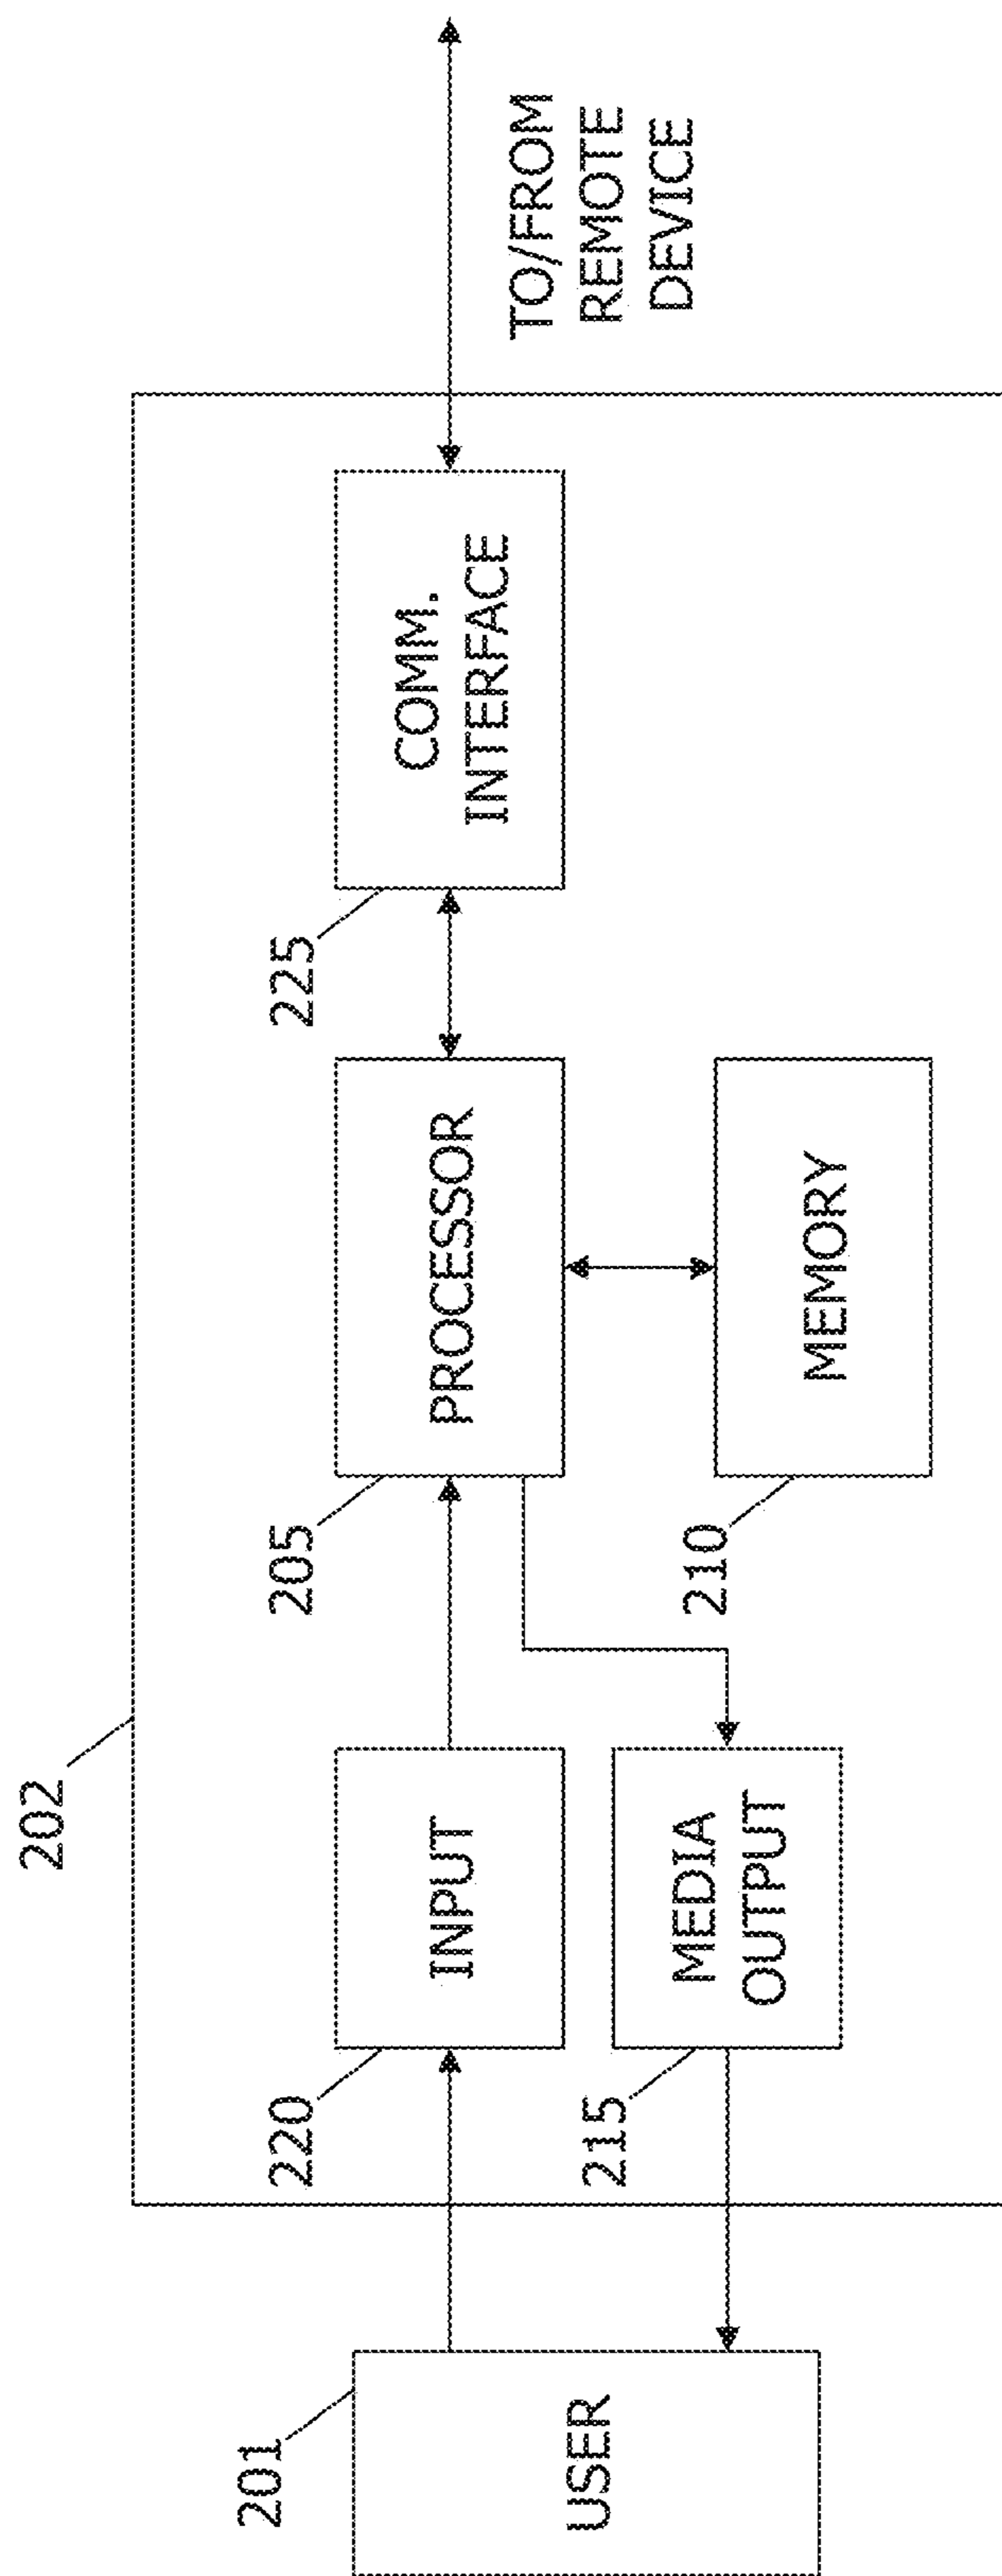 202
201
USER
220
INPUT
215
MEDIA
OUTPUT
205
PROCESSOR
210
MEMORY
225
COMM.
INTERFACE
TO/FROM
REMOTE
DEVICE